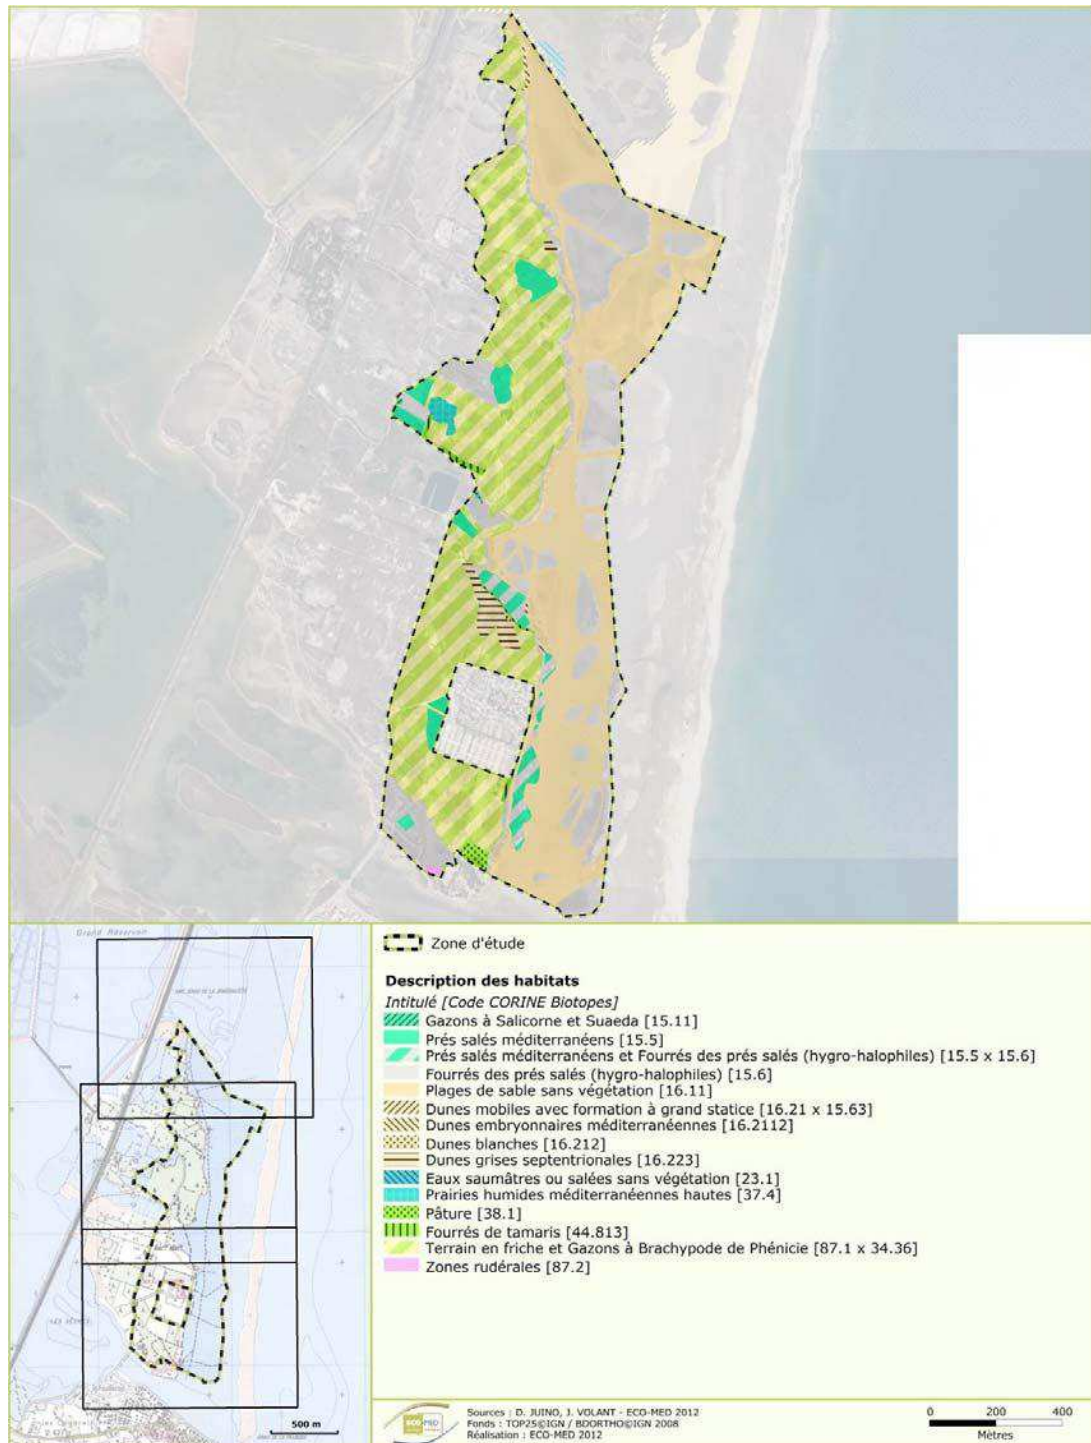 Zone d'étude
Description des habitats
Intitulé [Code CORINE Biotopes]
Gazons à Salicorne et Suaeda [15.11]
Prés salés méditerranéens [15.5]
Prés salés méditerranéens et Fourrés des prés salés (hygro-halophiles) [15.5 x 15.6]
Fourrés des prés salés (hygro-halophiles) [15.6]
Plages de sable sans végétation [16.11]
Dunes mobiles avec formation à grand statice [16.21 x 15.63]
Dunes embryonnaires méditerranéennes [16.2112]
Dunes blanches [16.212]
Dunes grises septentrionales [16.223]
Eaux saumâtres ou salées sans végétation [23.1]
Prairies humides méditerranéennes hautes [37.4]
Pâture [38.1]
Fourrés de tamaris [44.813]
Terrain en friche et Gazons à Brachypode de Phénicie [87.1 x 34.36]
Zones rudérales [87.2]
Grand Réservoir
500 m
ECO-MED
Sources : D. JUINO, J. VOLANT - ECO-MED 2012
Fonds : TOP25©IGN / BDORTHO©IGN 2008
Réalisation : ECO-MED 2012
0 200 400
Mètres